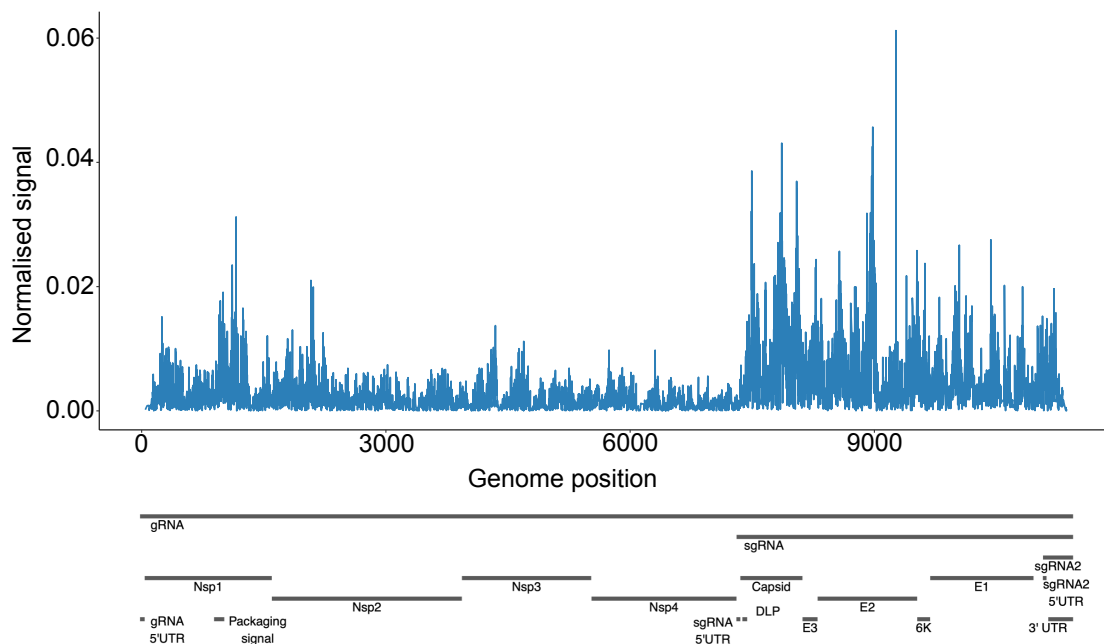 Normalised signal
0.06
0.04
0.02
0.00
0 3000 6000 9000
Genome position
gRNA
sgRNA
sgRNA2
Nsp1 Nsp3 Capsid E1 sgRNA2
5'UTR
Nsp2 Nsp4 DLP E2
gRNA
5'UTR
Packaging
signal
sgRNA
5'UTR
E3 6K 3' UTR